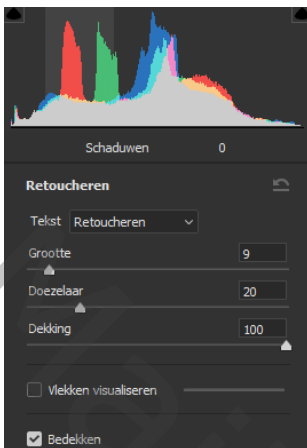 Schaduwen 0
Retoucheren
Tekst Retoucheren
Grootte 9
Doezelaar 20
Dekking 100
Vlekken visualiseren
Bedekken